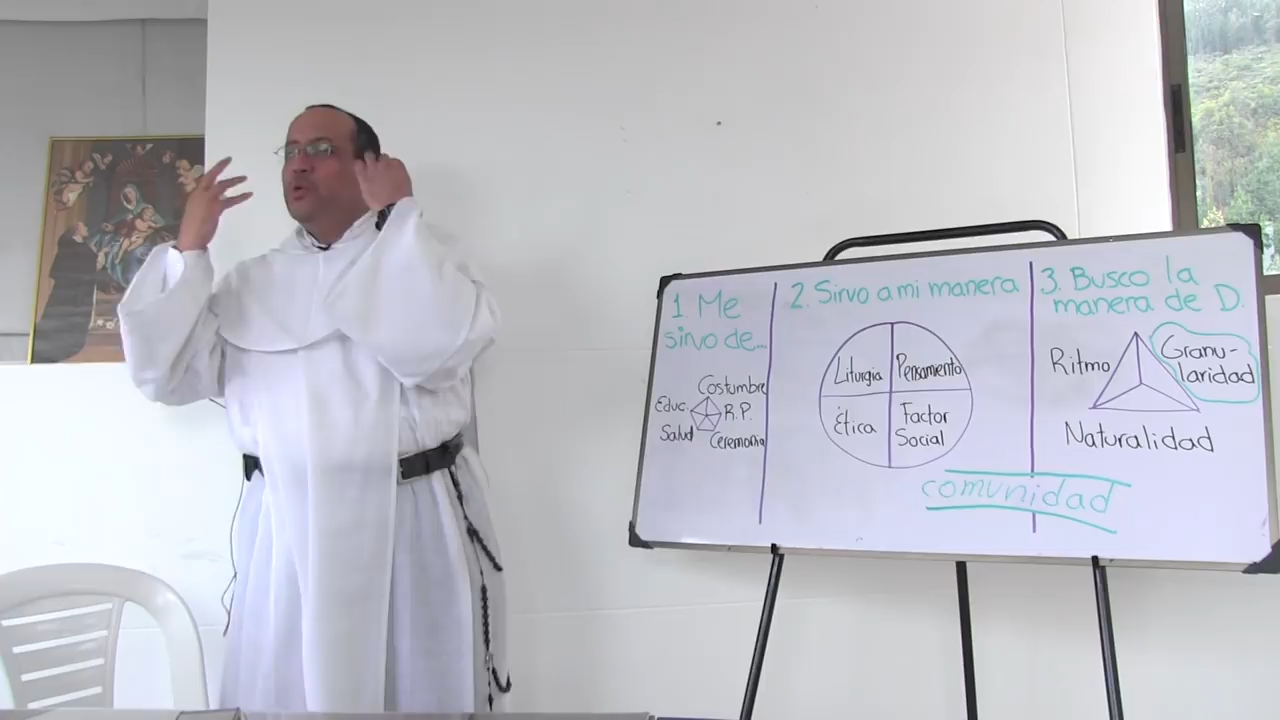 1. Me
sirvo de...
Costumbre
Educ.
R.P.
Salud
Ceremonia
2. Sirvo a mi manera
Liturgia
Pensamiento
Ética
Factor
Social
3. Busco la
manera de D.
Ritmo
Granu-
laridad
Naturalidad
comunidad